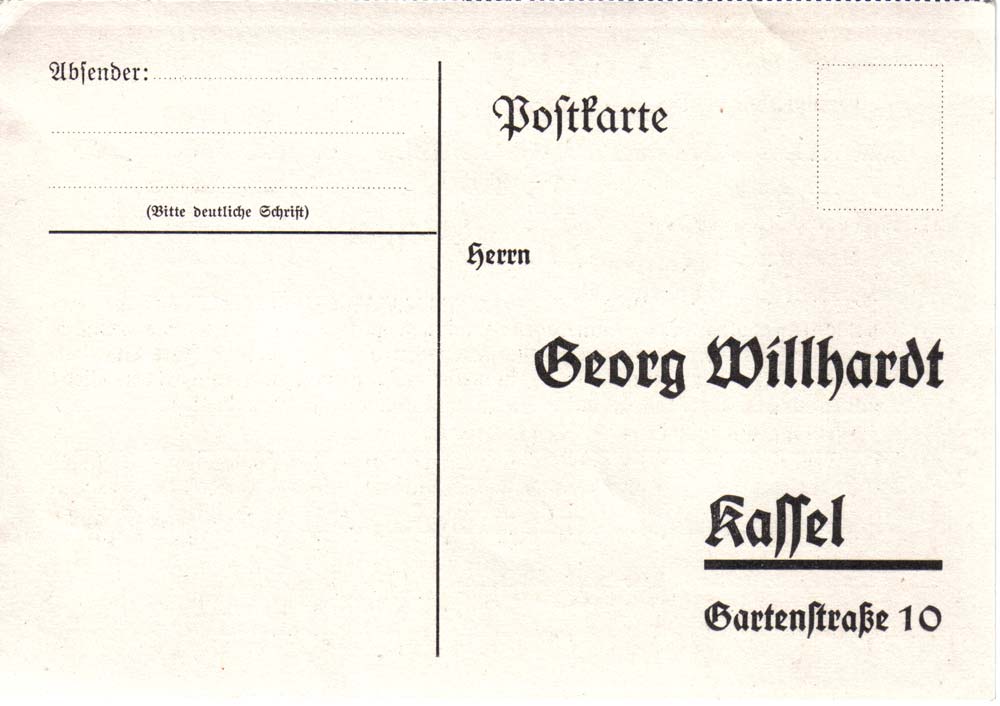 Absender:
(Bitte deutliche Schrift)
Postkarte
Herrn
Georg Willhardt
Kassel
Gartenstraße 10